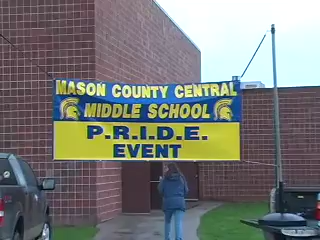 MASON COUNTY CENTRAL
MIDDLE SCHOOL
P.R.I.D.E.
EVENT